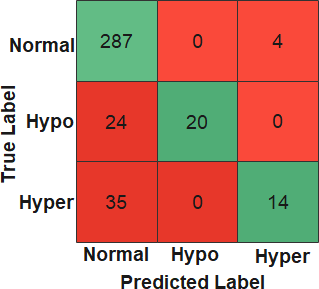 True Label
Normal 287 0 4
Hypo 24 20 0
Hyper 35 0 14
Normal Hypo Hyper
Predicted Label